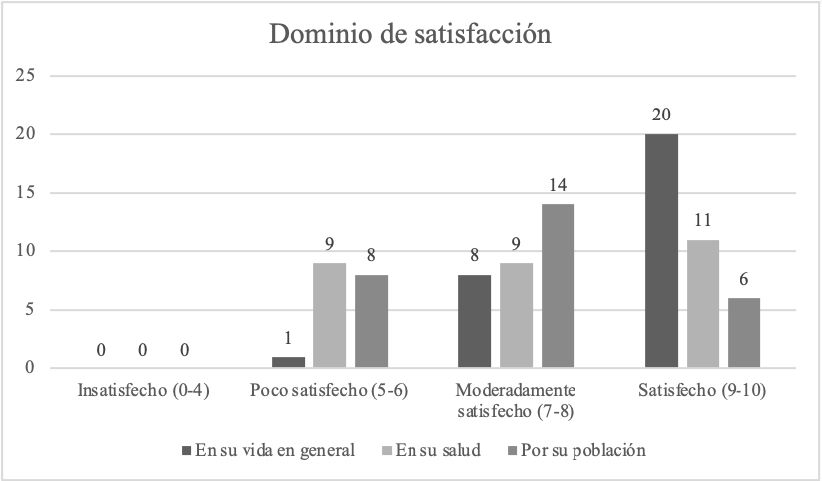 Dominio de satisfacción
25
20
15
10
5
0
0 0 0
1 9 8
8 9 14
20 11 6
Insatisfecho (0-4)
Poco satisfecho (5-6)
Moderadamente
satisfecho (7-8)
Satisfecho (9-10)
En su vida en general En su salud Por su población